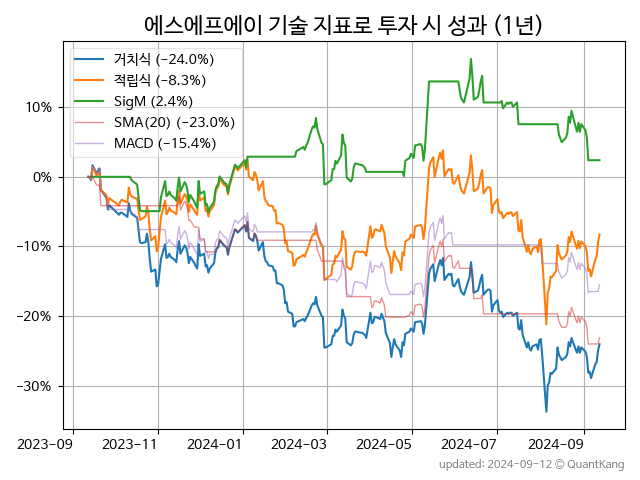 에스에프에이 기술 지표로 투자 시 성과 (1년)
거치식 (−24.0%)
적립식 (−8.3%)
SigM (2.4%)
SMA(20) (−23.0%)
MACD (−15.4%)
10%
0%
−10%
−20%
−30%
2023-09 2023-11 2024-01 2024-03 2024-05 2024-07 2024-09
updated: 2024-09-12 © QuantKang